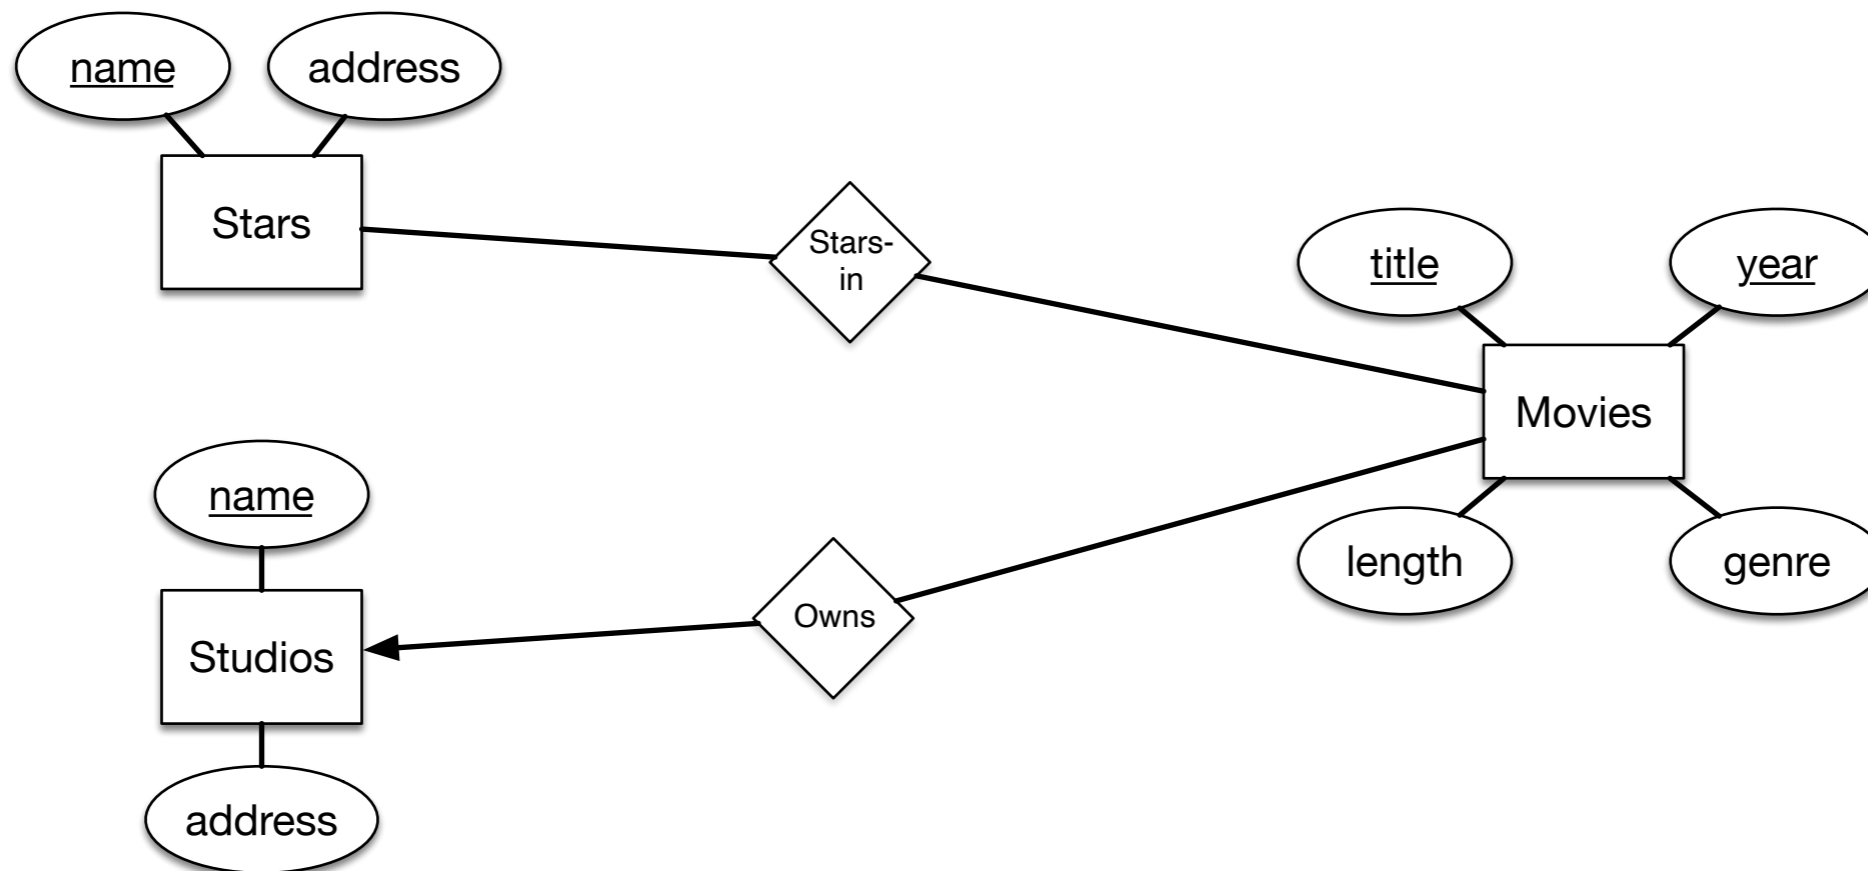 name
address
Stars
Stars-
in
title
year
Movies
length
genre
name
Studios
address
Owns